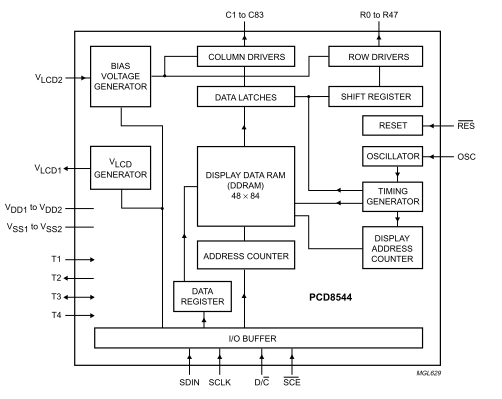 C1 to C83
R0 to R47
BIAS
VOLTAGE
GENERATOR
COLUMN DRIVERS
ROW DRIVERS
VLCD2
DATA LATCHES
SHIFT REGISTER
RESET
RES
OSCILLATOR
OSC
VLCD
GENERATOR
VLCD1
DISPLAY DATA RAM
(DDRAM)
48 × 84
TIMING
GENERATOR
VDD1 to VDD2
VSS1 to VSS2
DISPLAY
ADDRESS
COUNTER
ADDRESS COUNTER
T1
T2
T3
T4
DATA
REGISTER
PCD8544
I/O BUFFER
SDIN
SCLK
D/C
SCE
MGL629